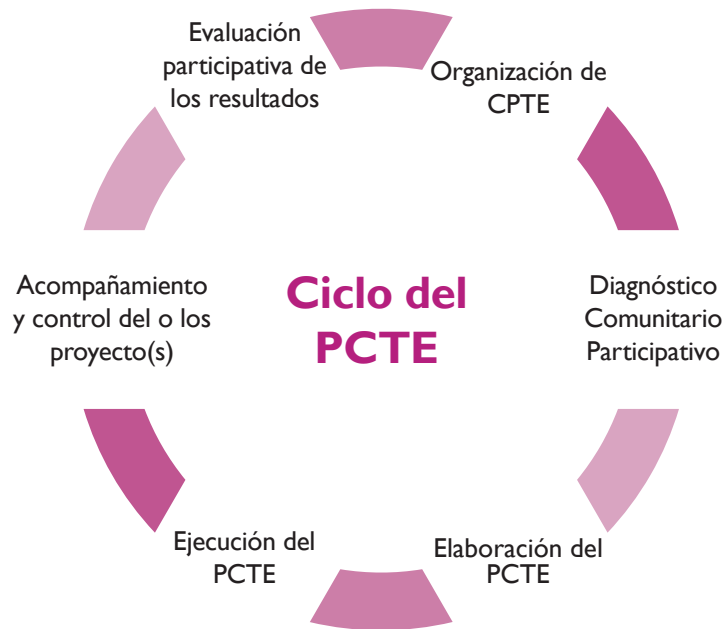 Evaluación
participativa de
los resultados
Organización de
CPTE
Diagnóstico
Comunitario
Participativo
Elaboración del
PCTE
Ejecución del
PCTE
Acompañamiento
y control del o los
proyecto(s)
Ciclo del
PCTE